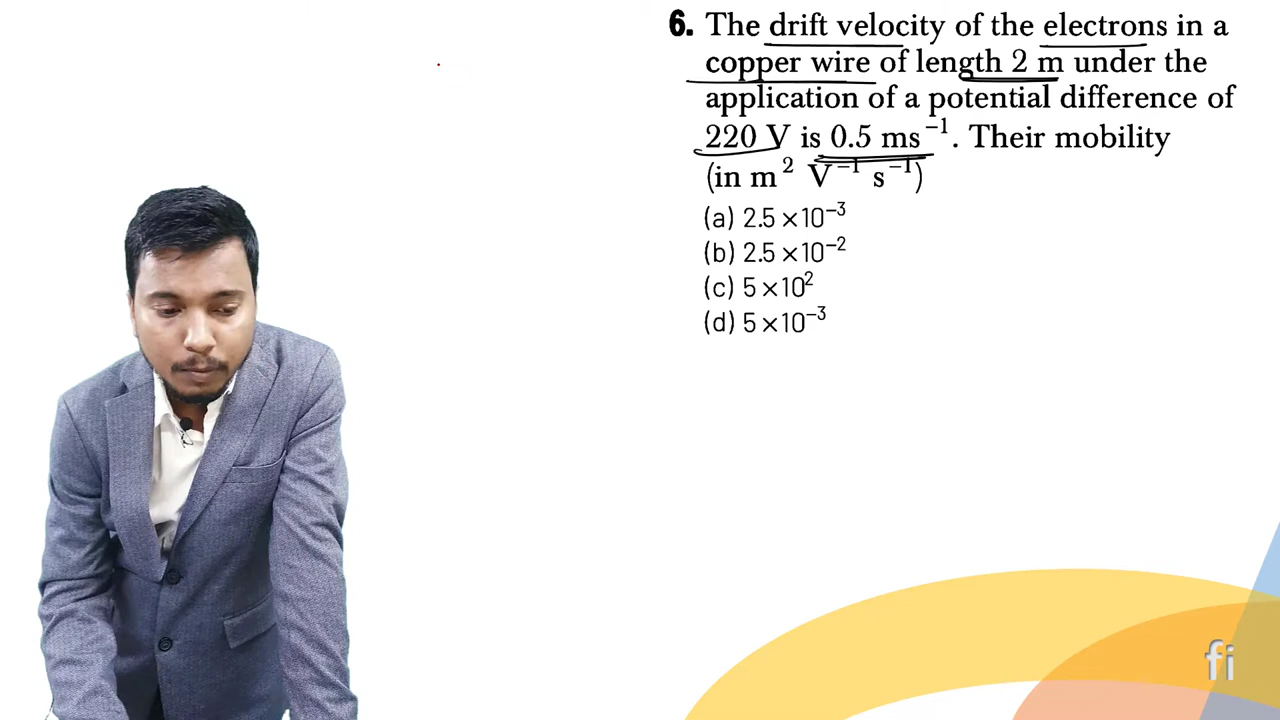 6. The drift velocity of the electrons in a
copper wire of length 2 m under the
application of a potential difference of
220 V is 0.5 ms⁻¹. Their mobility
(in m² V⁻¹ s⁻¹)
(a) 2.5 ×10⁻³
(b) 2.5 ×10⁻²
(c) 5 ×10²
(d) 5 ×10⁻³
fi